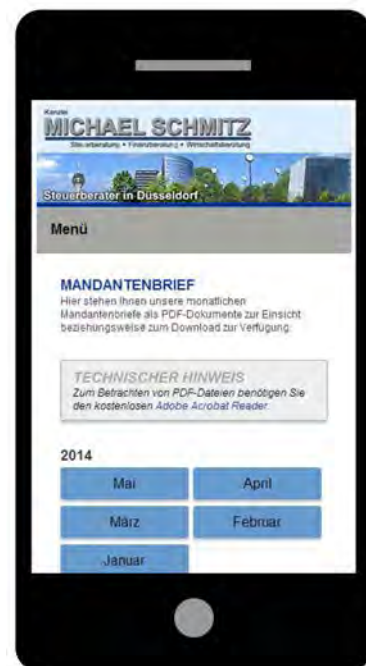 Kanzlei
MICHAEL SCHMITZ
Steuerberatung • Finanzberatung • Wirtschaftsberatung
Steuerberater in Düsseldorf
Menü
MANDANTENBRIEF
Hier stehen Ihnen unsere monatlichen
Mandantenbriefe als PDF-Dokumente zur Einsicht
beziehungsweise zum Download zur Verfügung.
TECHNISCHER HINWEIS
Zum Betrachten von PDF-Dateien benötigen Sie
den kostenlosen Adobe Acrobat Reader.
2014
Mai April
März Februar
Januar